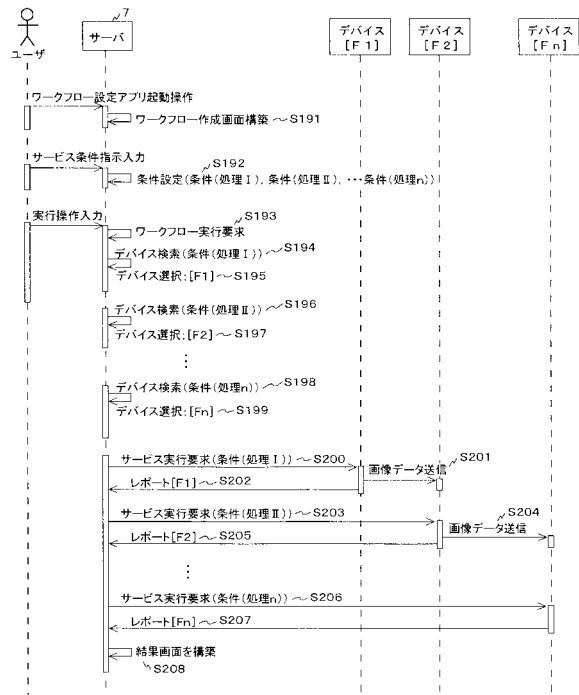 7
ユーザ
サーバ
デバイス
[F1]
デバイス
[F2]
デバイス
[Fn]
ワークフロー設定アプリ起動操作
ワークフロー作成画面構築 ～S191
サービス条件指示入力
S192
条件設定(条件(処理Ⅰ), 条件(処理Ⅱ), ･･･条件(処理n))
実行操作入力
S193
ワークフロー実行要求
デバイス検索(条件(処理Ⅰ)) ～S194
デバイス選択:[F1] ～S195
デバイス検索(条件(処理Ⅱ)) ～S196
デバイス選択:[F2] ～S197
⋮
デバイス検索(条件(処理n)) ～S198
デバイス選択:[Fn] ～S199
サービス実行要求(条件(処理Ⅰ)) ～S200
S201
画像データ送信
レポート[F1] ～S202
サービス実行要求(条件(処理Ⅱ)) ～S203
S204
画像データ送信
レポート[F2] ～S205
⋮
サービス実行要求(条件(処理n)) ～S206
レポート[Fn] ～S207
結果画面を構築
S208